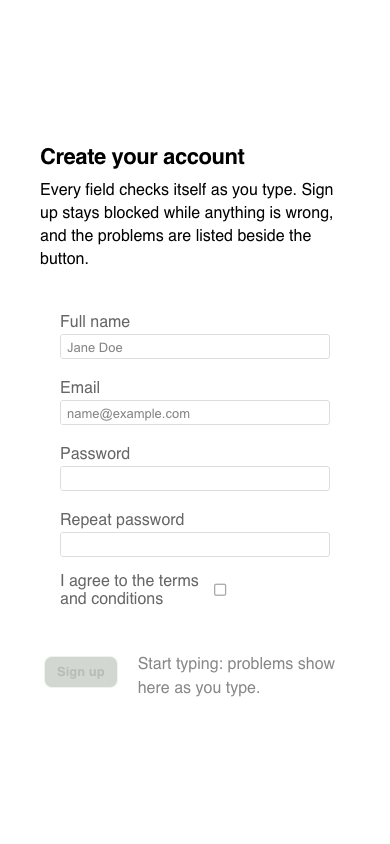 Create your account
Every field checks itself as you type. Sign
up stays blocked while anything is wrong,
and the problems are listed beside the
button.
Full name
Jane Doe
Email
name@example.com
Password
Repeat password
I agree to the terms
and conditions
Sign up
Start typing: problems show
here as you type.